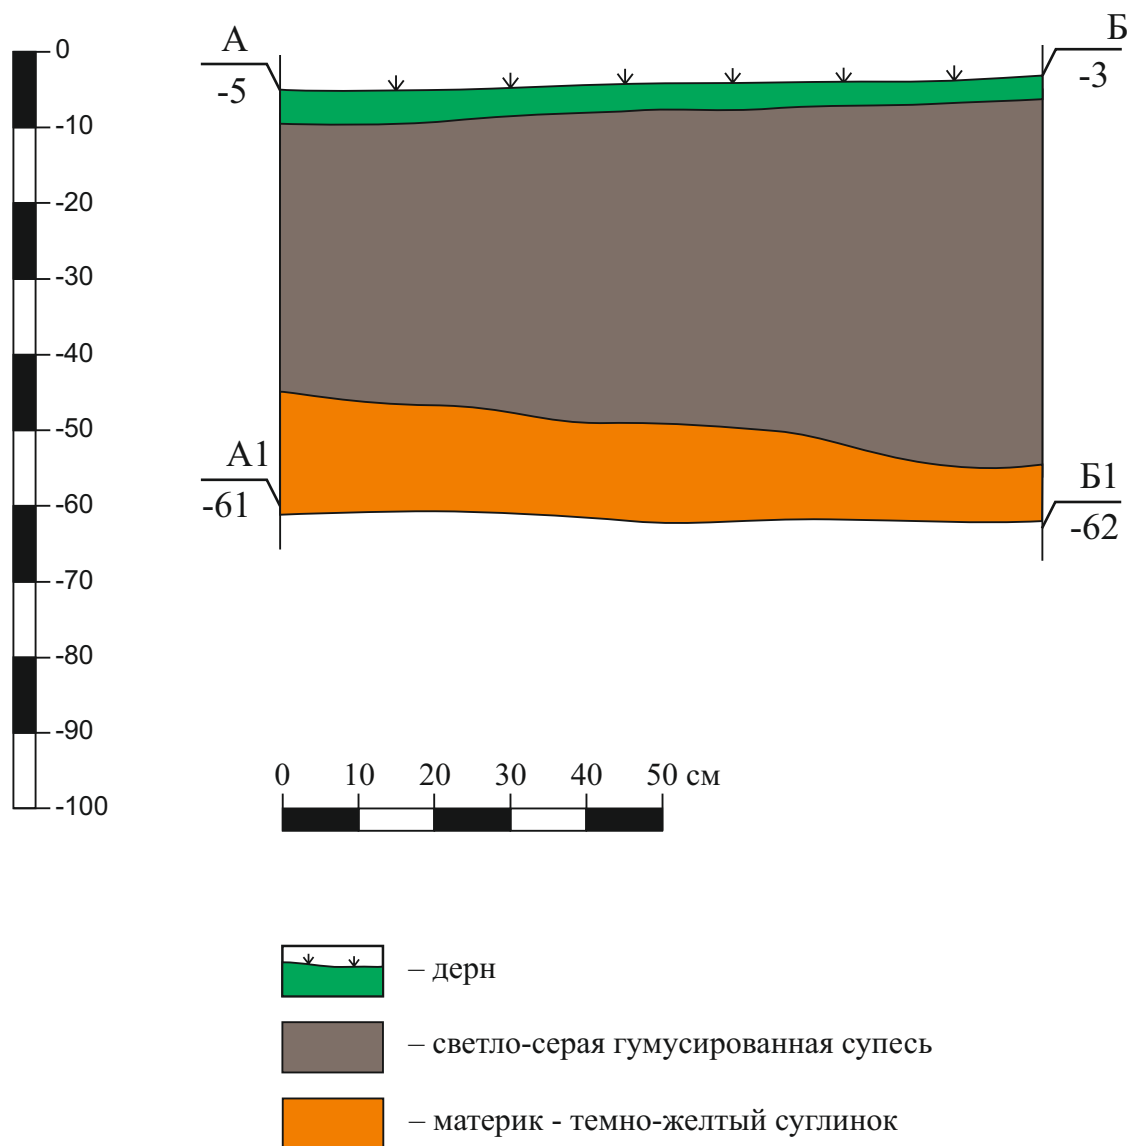 А
-5
Б
-3
0
-10
-20
-30
-40
-50
-60
-70
-80
-90
-100
А1
-61
Б1
-62
0 10 20 30 40 50 см
– дерн
– светло-серая гумусированная супесь
– материк - темно-желтый суглинок